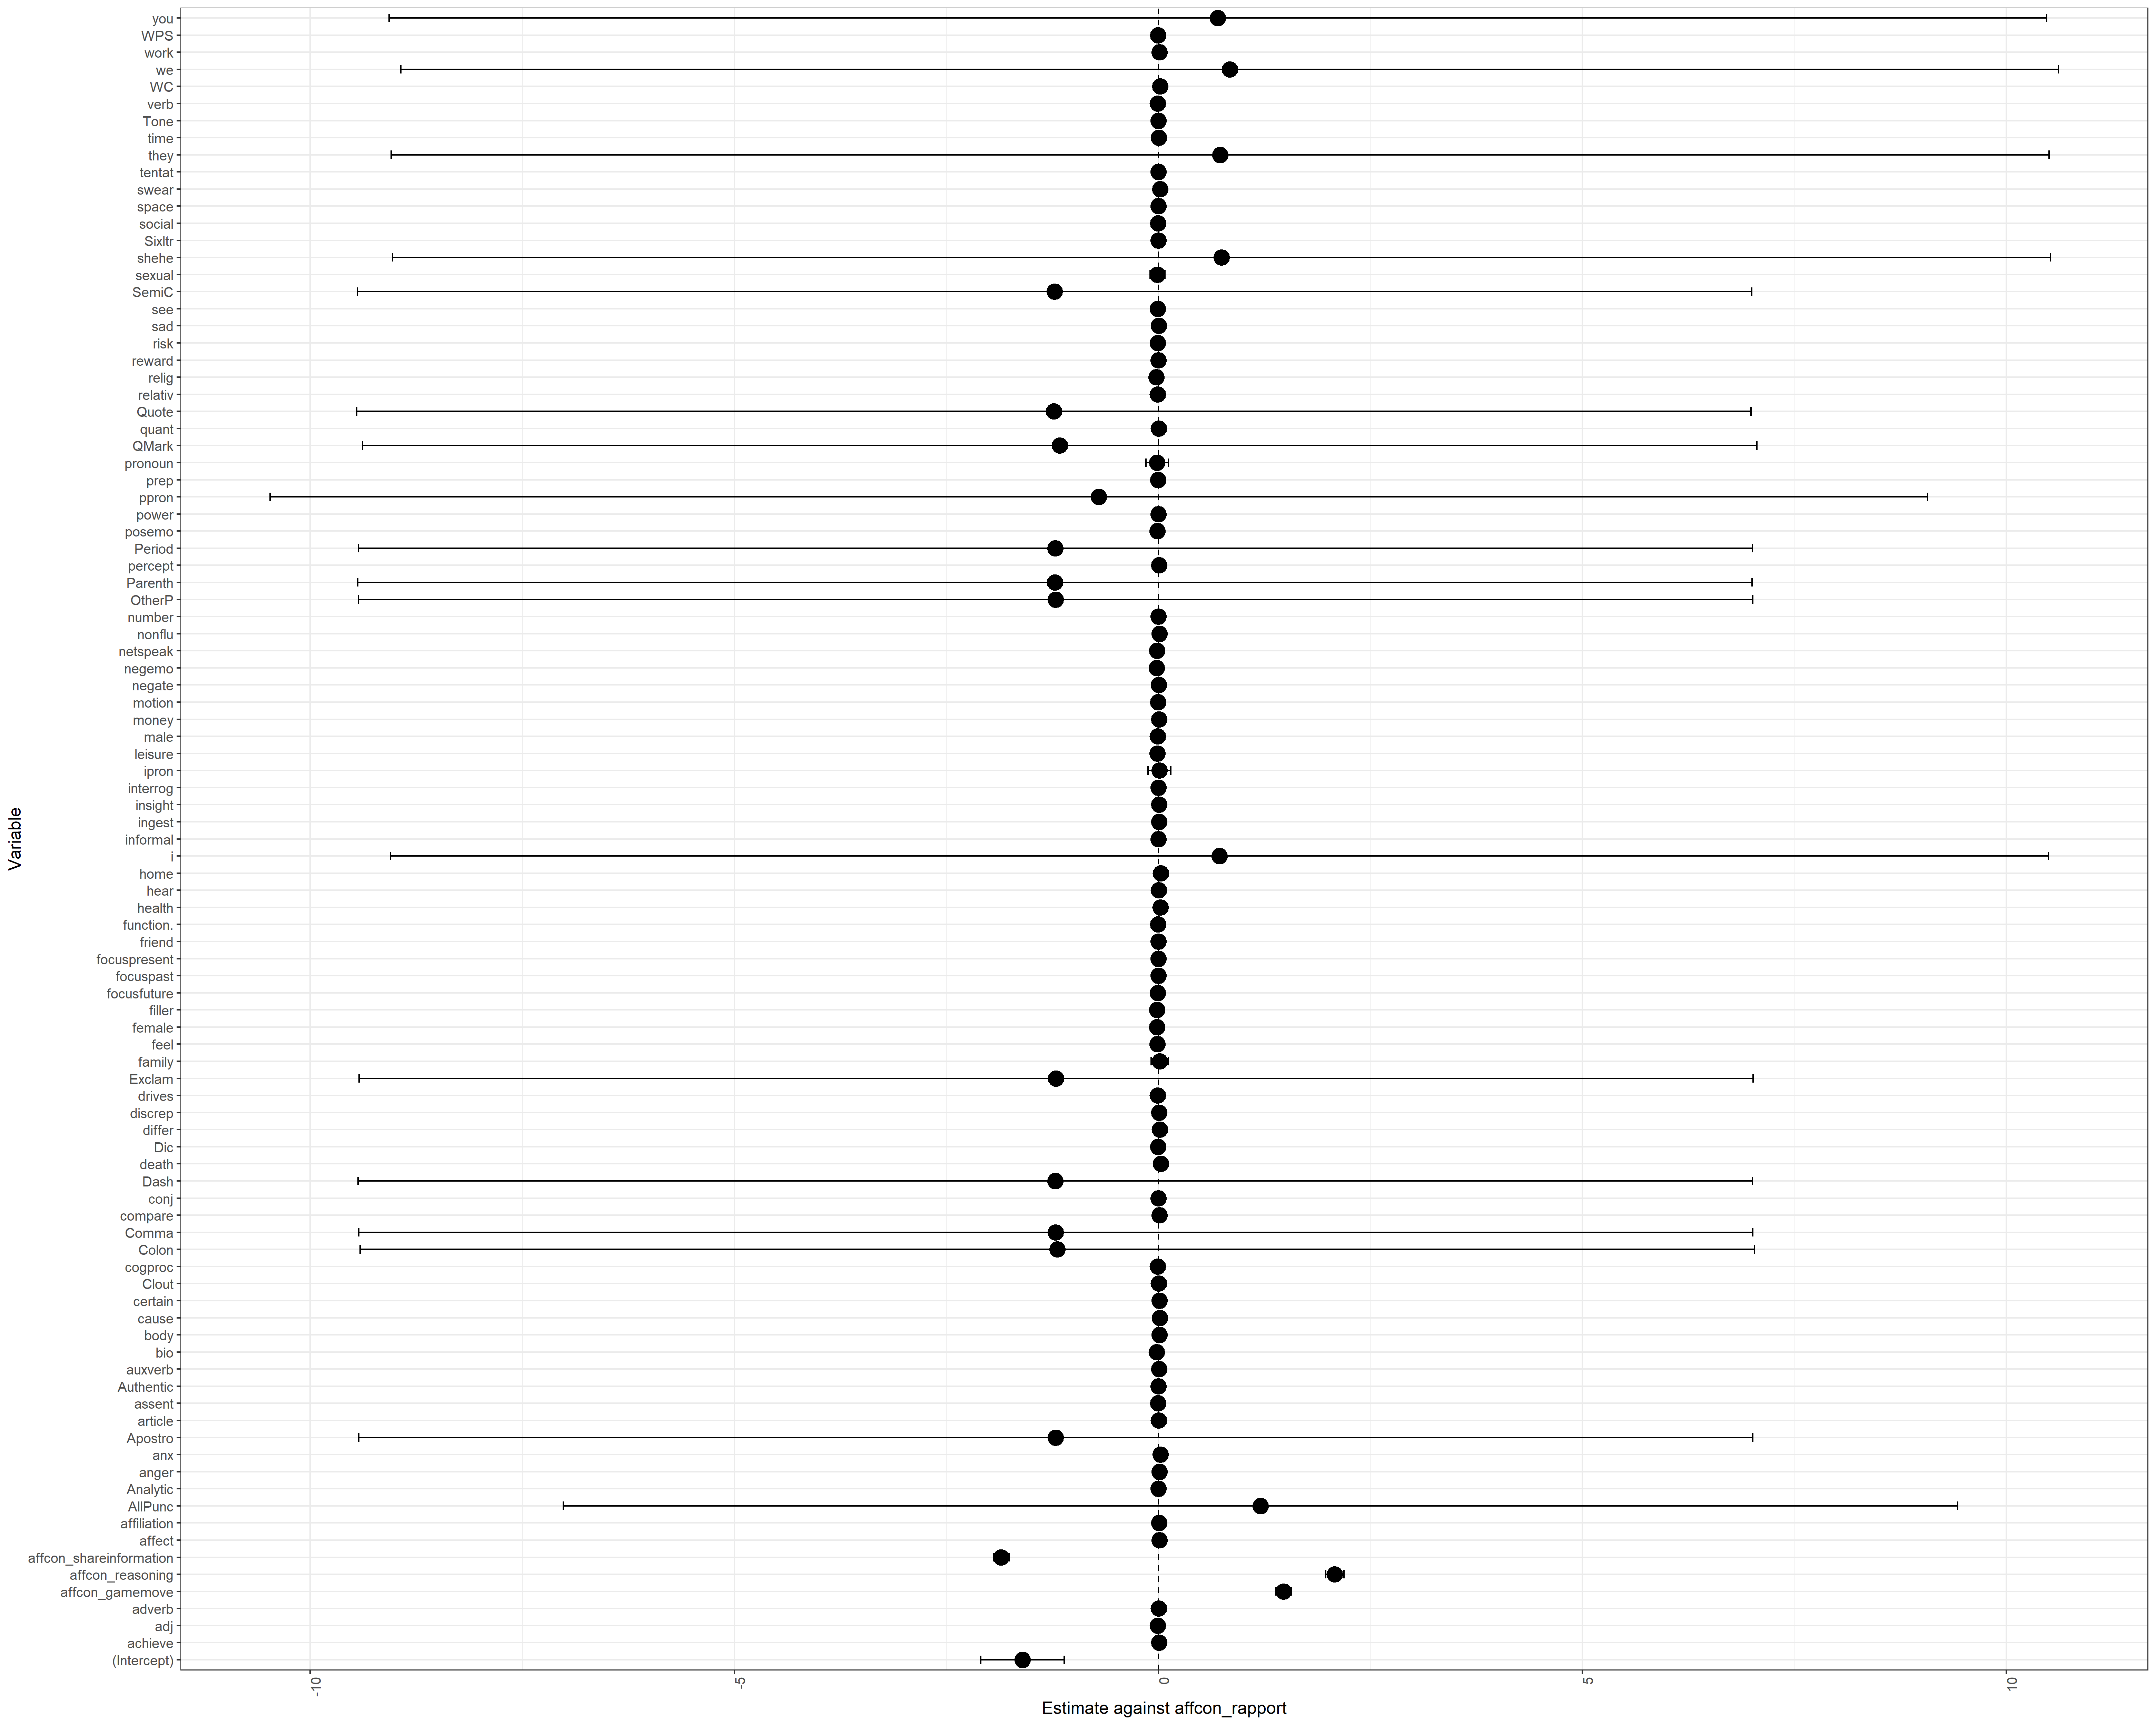 you
WPS
work
we
WC
verb
Tone
time
they
tentat
swear
space
social
Sixltr
shehe
sexual
SemiC
see
sad
risk
reward
relig
relativ
Quote
quant
QMark
pronoun
prep
ppron
power
posemo
Period
percept
Parenth
OtherP
number
nonflu
netspeak
negemo
negate
motion
money
male
leisure
ipron
interrog
insight
ingest
informal
i
home
hear
health
function.
friend
focuspresent
focuspast
focusfuture
filler
female
feel
family
Exclam
drives
discrep
differ
Dic
death
Dash
conj
compare
Comma
Colon
cogproc
Clout
certain
cause
body
bio
auxverb
Authentic
assent
article
Apostro
anx
anger
Analytic
AllPunc
affiliation
affect
affcon_shareinformation
affcon_reasoning
affcon_gamemove
adverb
adj
achieve
(Intercept)
Variable
-10
-5
0
5
10
Estimate against affcon_rapport